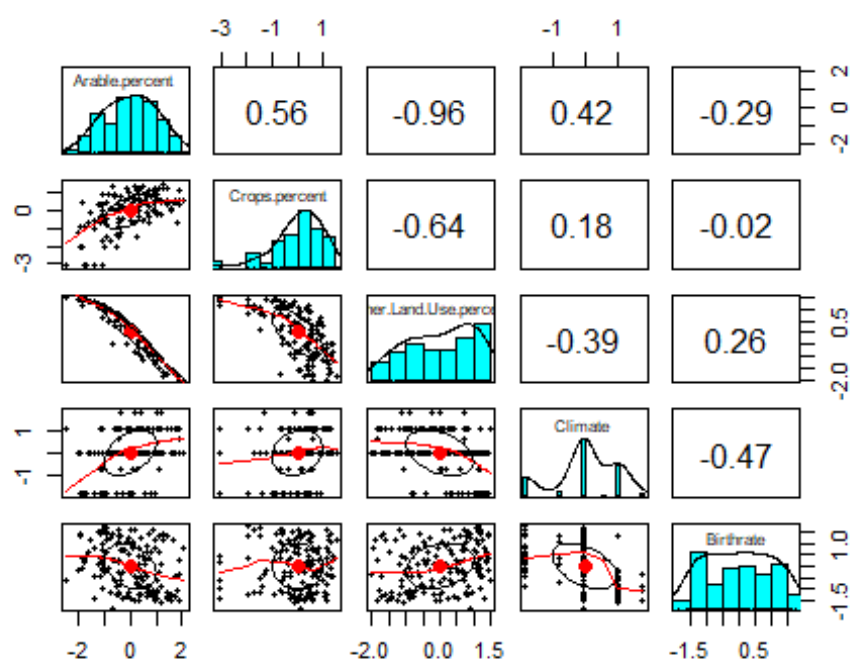 -3 -1 1 -1 1
Arable.percent
0.56 -0.96 0.42 -0.29
2 0 -2
Crops.percent
0 -3
-0.64 0.18 -0.02
ner.Land.Use.perce
-0.39 0.26
0.5 -2.0
Climate
1 -1
-0.47
Birthrate
1.0 -1.5
-2 0 2 -2.0 0.0 1.5 -1.5 0.5